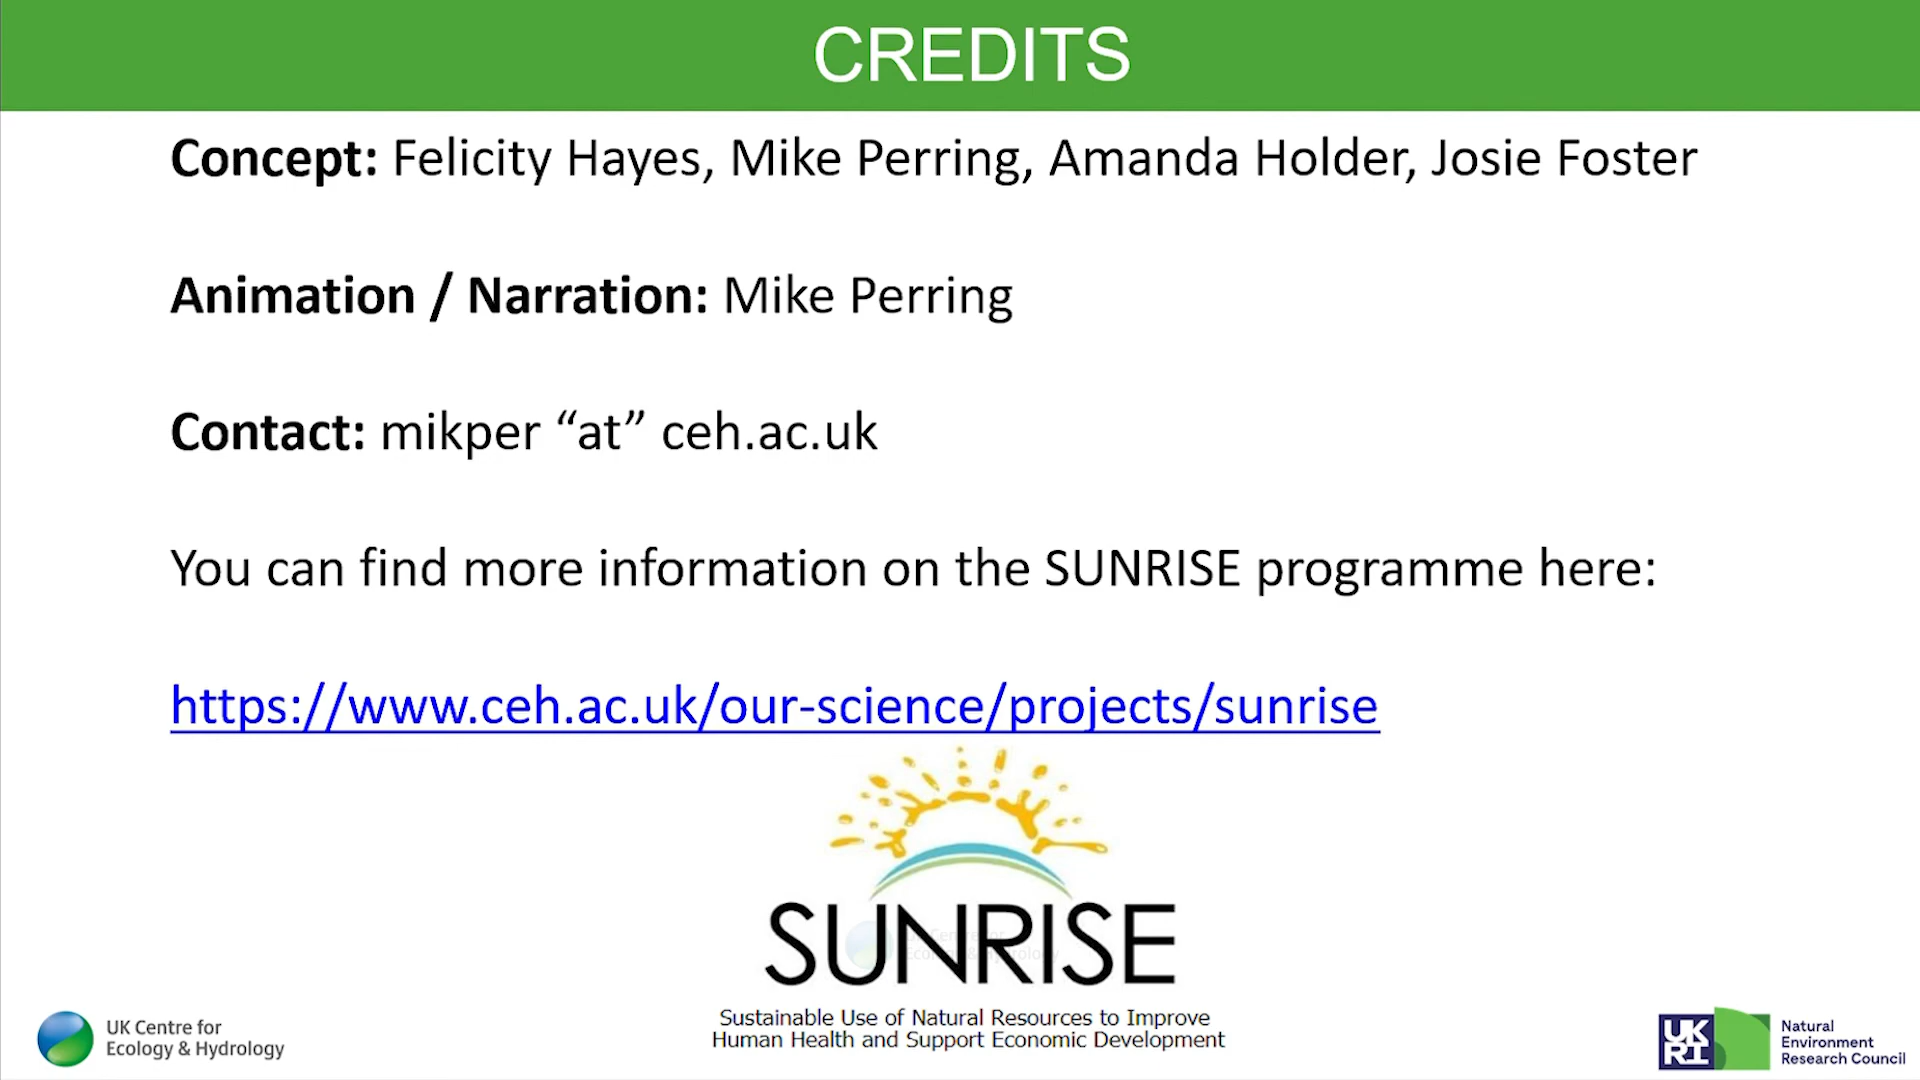 CREDITS
Concept: Felicity Hayes, Mike Perring, Amanda Holder, Josie Foster
Animation / Narration: Mike Perring
Contact: mikper “at” ceh.ac.uk
You can find more information on the SUNRISE programme here:
https://www.ceh.ac.uk/our-science/projects/sunrise
SUNRISE
Sustainable Use of Natural Resources to Improve
Human Health and Support Economic Development
UK Centre for
Ecology & Hydrology
UK
RI
Natural
Environment
Research Council